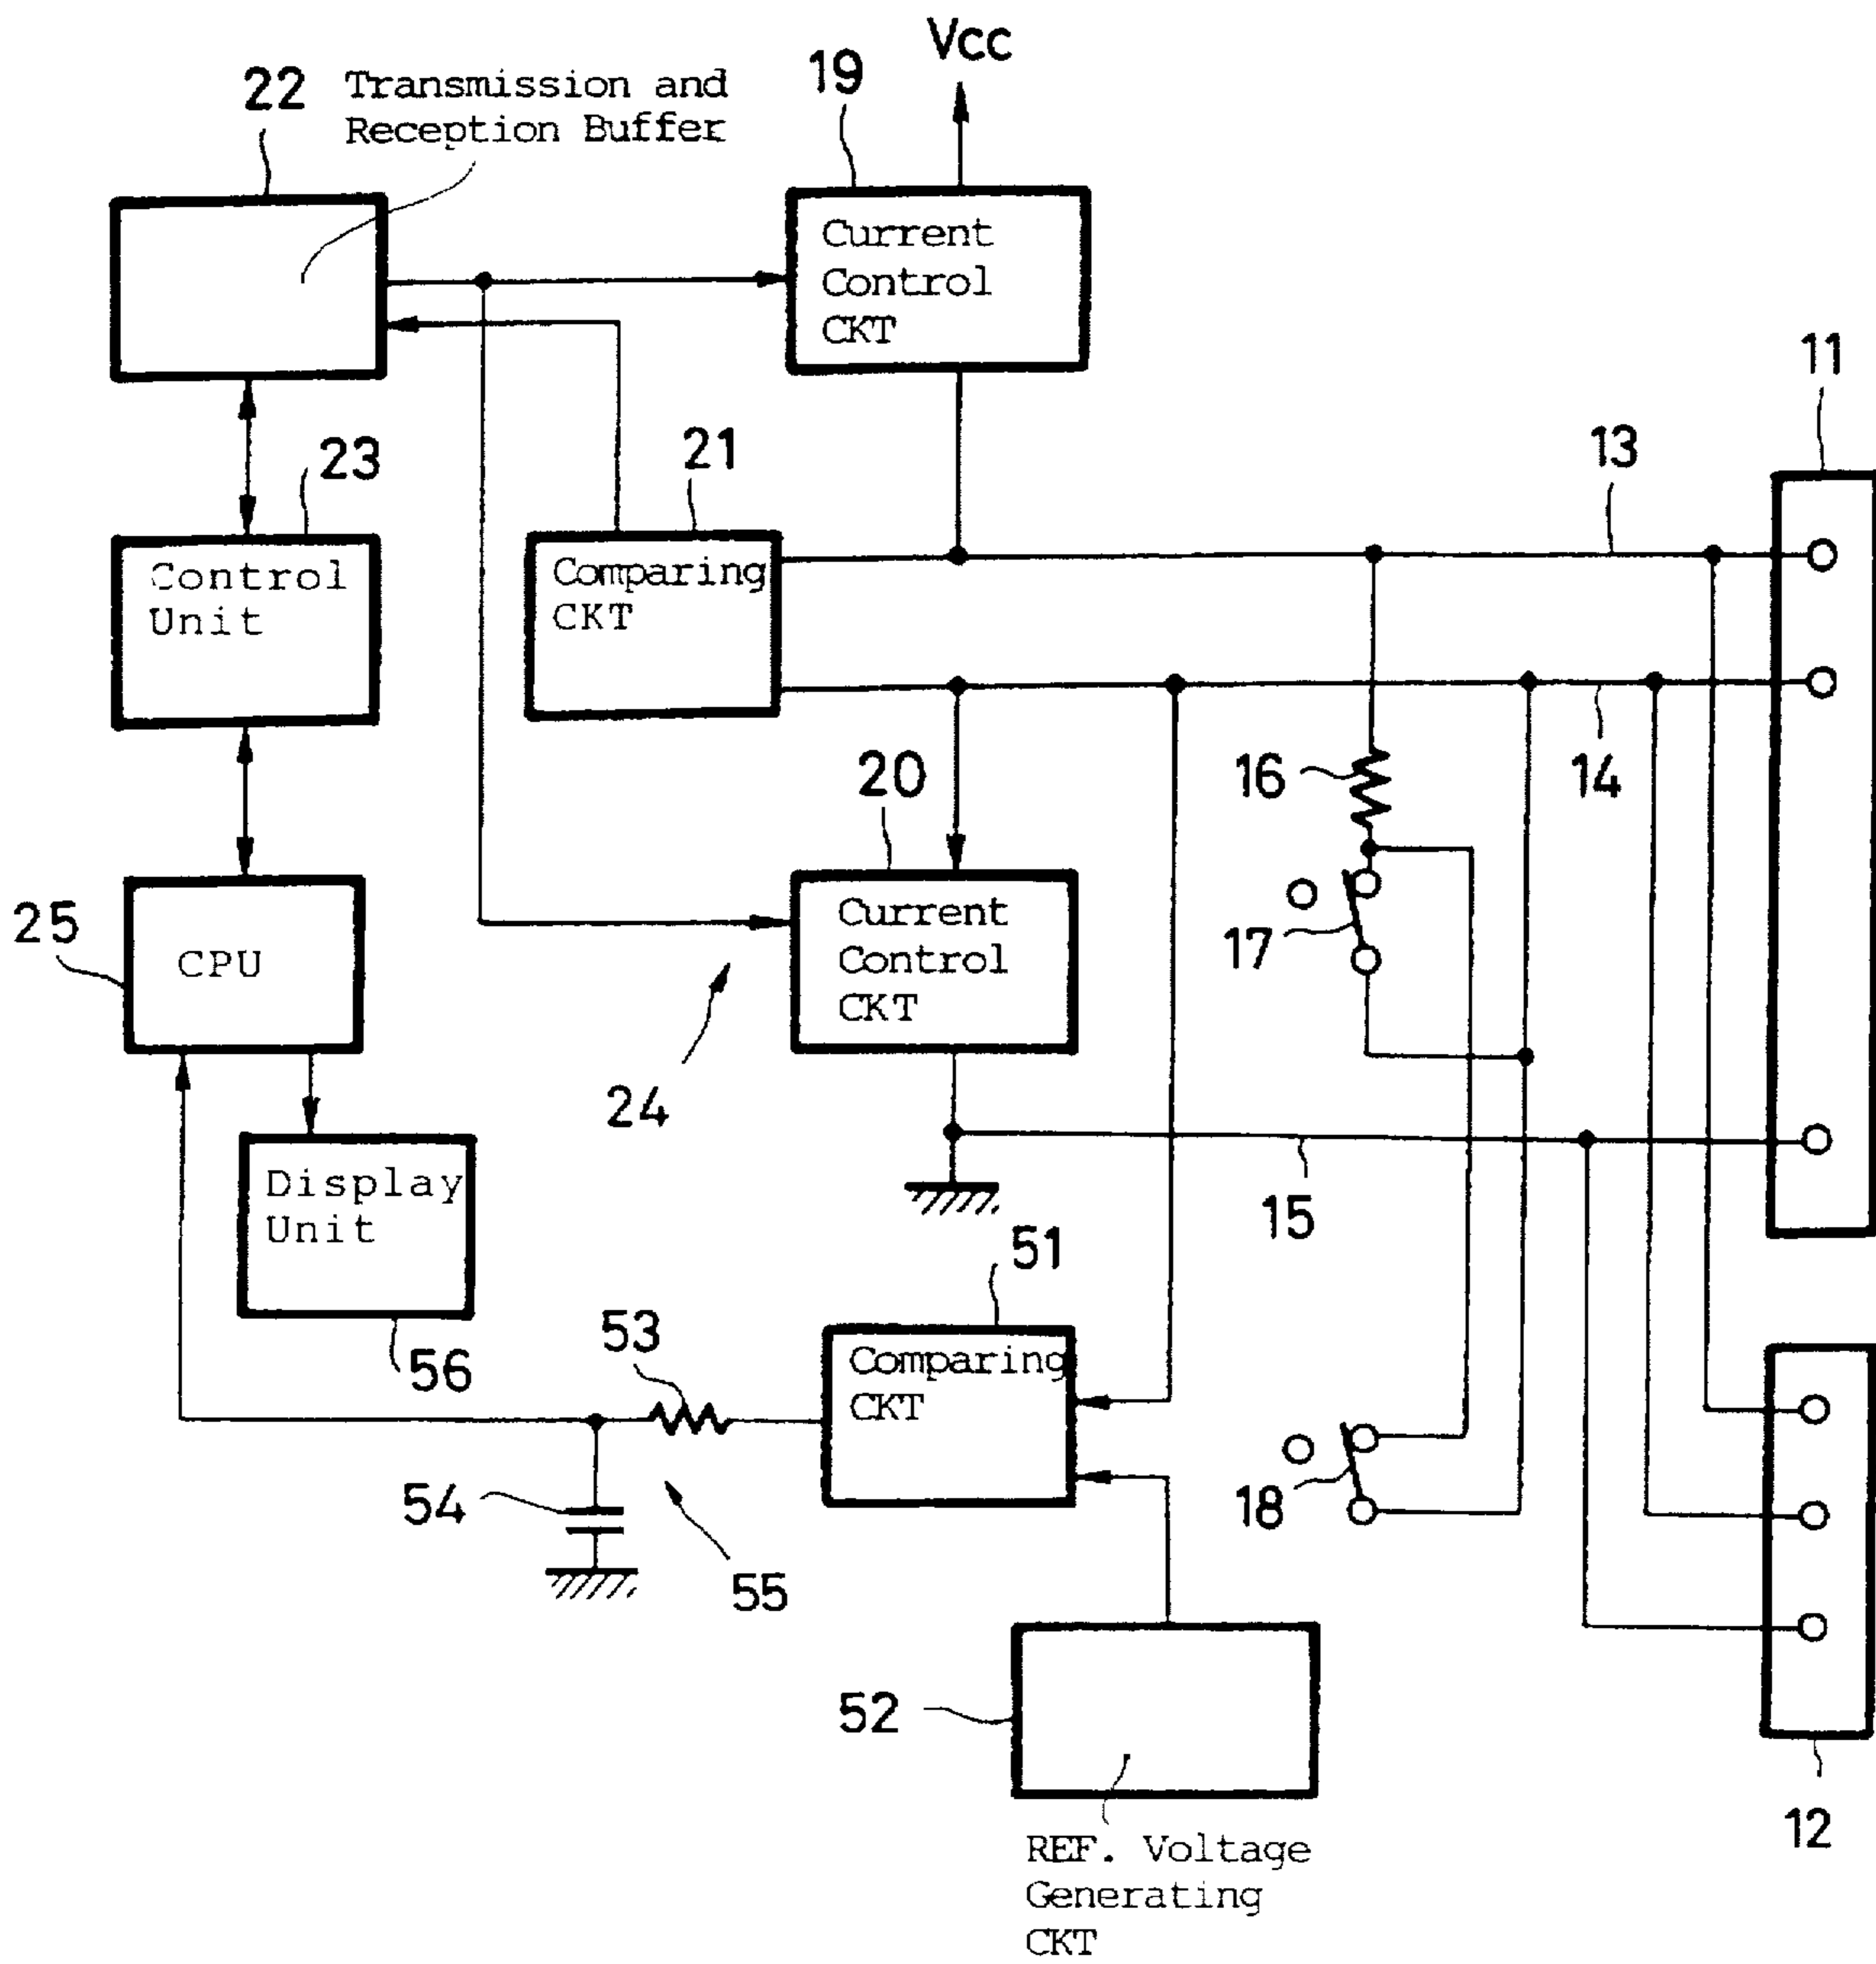 Vcc
19
22
Transmission and
Reception Buffer
Current
Control
CKT
11
23
21
13
Control
Unit
Comparing
CKT
20
16
14
25
CPU
Current
Control
CKT
17
24
Display
Unit
15
51
53
56
Comparing
CKT
54
18
55
52
12
REF. Voltage
Generating
CKT